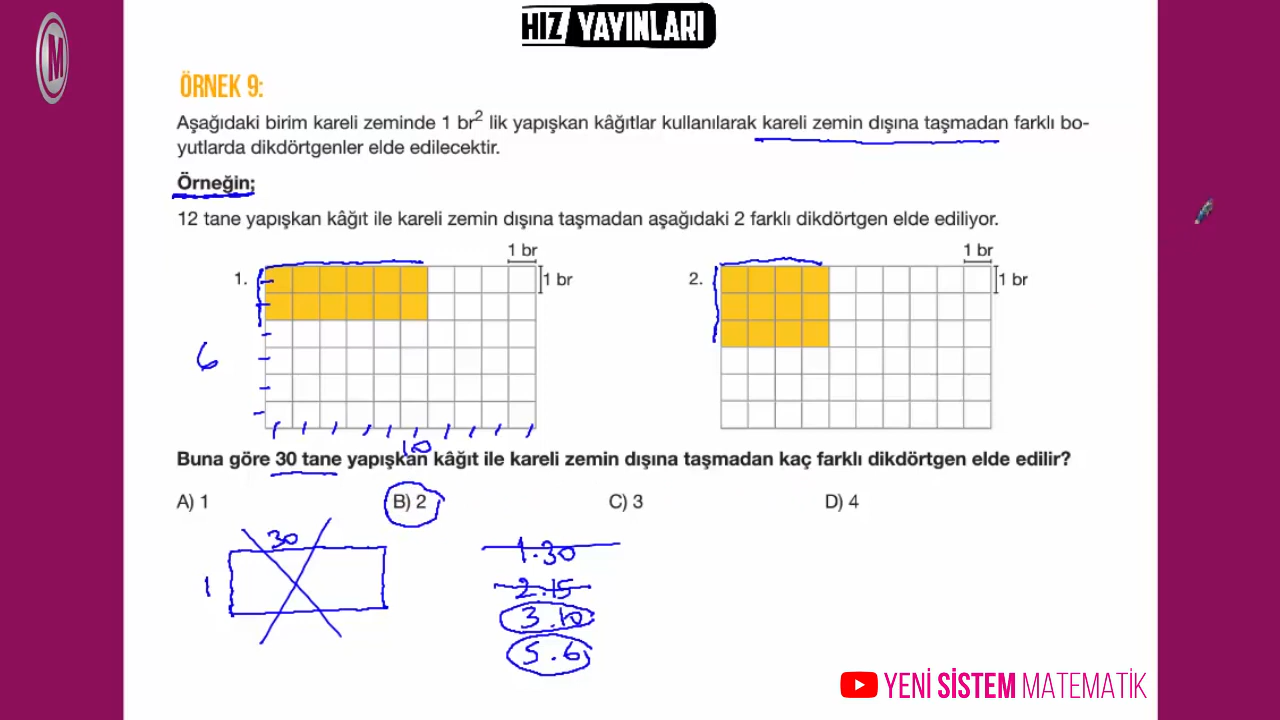 HIZ YAYINLARI
M
ÖRNEK 9:
Aşağıdaki birim kareli zeminde 1 br² lik yapışkan kâğıtlar kullanılarak kareli zemin dışına taşmadan farklı bo-
yutlarda dikdörtgenler elde edilecektir.
Örneğin;
12 tane yapışkan kâğıt ile kareli zemin dışına taşmadan aşağıdaki 2 farklı dikdörtgen elde ediliyor.
1 br
1 br
1.
1 br
2.
1 br
6
10
Buna göre 30 tane yapışkan kâğıt ile kareli zemin dışına taşmadan kaç farklı dikdörtgen elde edilir?
A) 1 B) 2 C) 3 D) 4
30
1
1.30
2.15
3.10
5.6
YENİ SİSTEM MATEMATİK